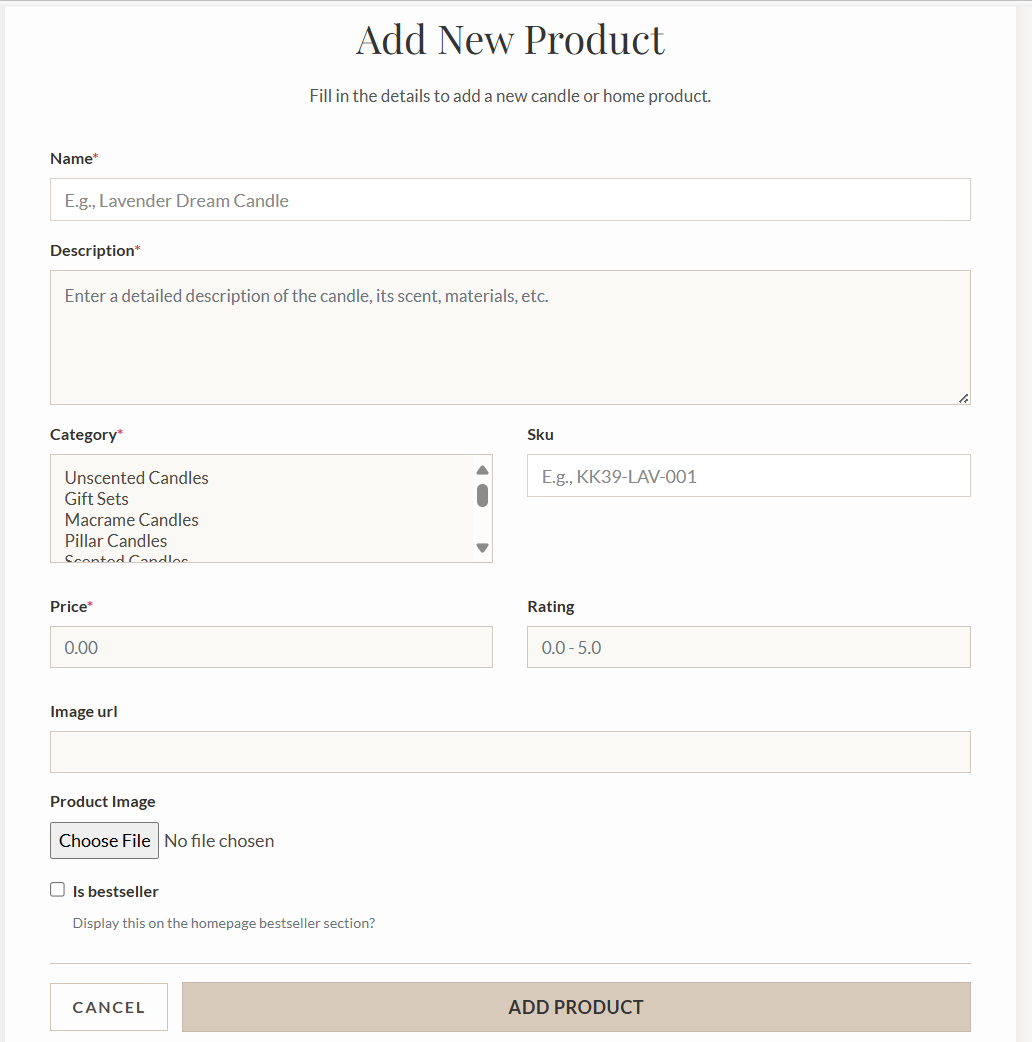 Add New Product
Fill in the details to add a new candle or home product.
Name*
E.g., Lavender Dream Candle
Description*
Enter a detailed description of the candle, its scent, materials, etc.
Category*
Sku
Unscented Candles
Gift Sets
Macrame Candles
Pillar Candles
Scented Candles
E.g., KK39-LAV-001
Price*
Rating
0.00
0.0 - 5.0
Image url
Product Image
Choose File No file chosen
Is bestseller
Display this on the homepage bestseller section?
CANCEL
ADD PRODUCT